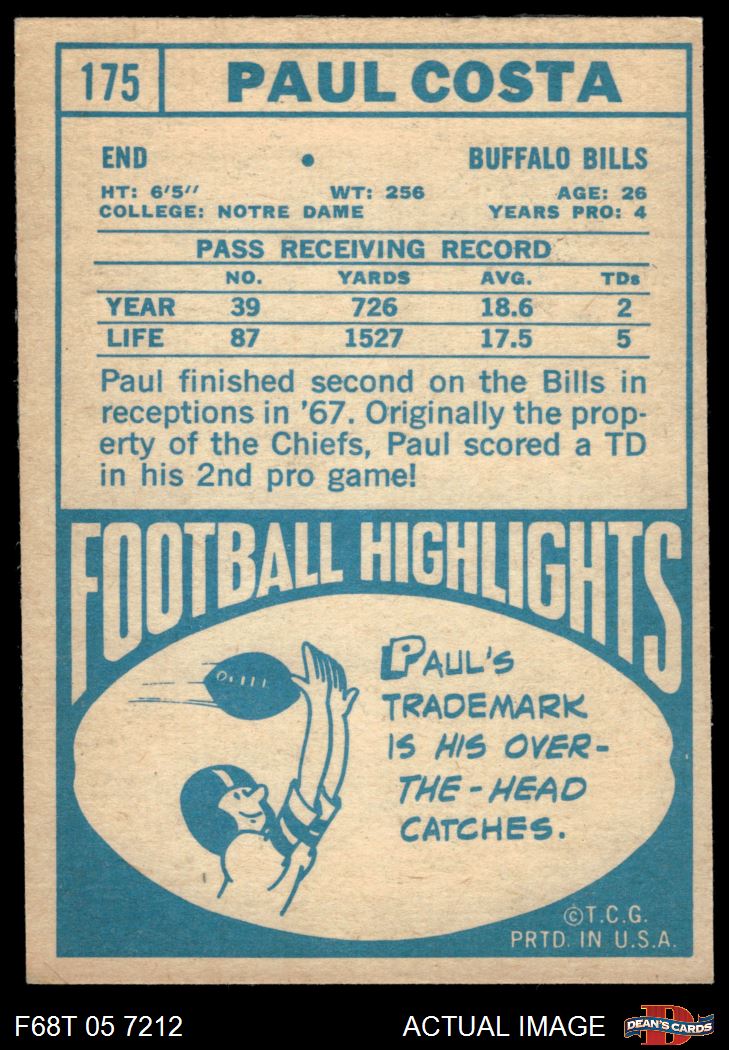 175 PAUL COSTA
END • BUFFALO BILLS
HT: 6'5" WT: 256 AGE: 26
COLLEGE: NOTRE DAME YEARS PRO: 4
PASS RECEIVING RECORD
NO. YARDS AVG. TDs
YEAR 39 726 18.6 2
LIFE 87 1527 17.5 5
Paul finished second on the Bills in
receptions in '67. Originally the prop-
erty of the Chiefs, Paul scored a TD
in his 2nd pro game!
FOOTBALL HIGHLIGHTS
PAUL'S
TRADEMARK
IS HIS OVER-
THE-HEAD
CATCHES.
©T.C.G.
PRTD. IN U.S.A.
F68T 05 7212 ACTUAL IMAGE D DEAN'S CARDS